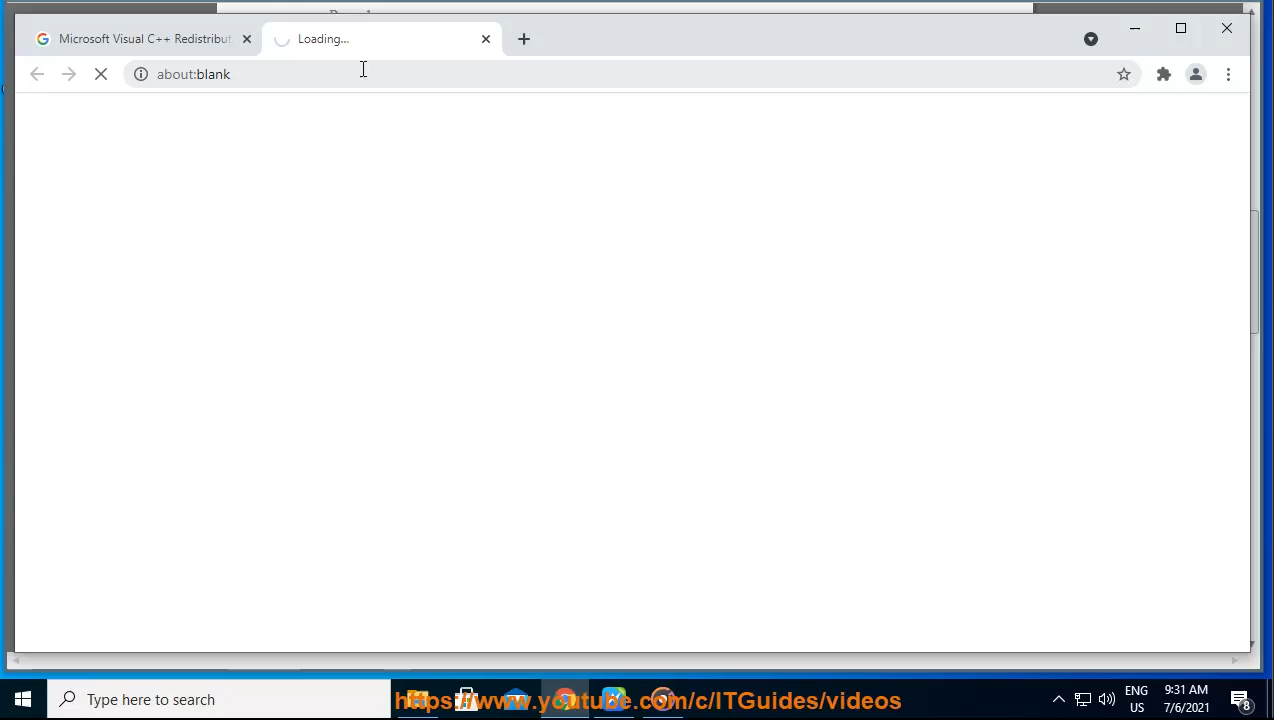 Microsoft Visual C++ Redistribut
Loading...
about:blank
Type here to search
https://www.youtube.com/c/ITGuides/videos
ENG
US
9:31 AM
7/6/2021
8